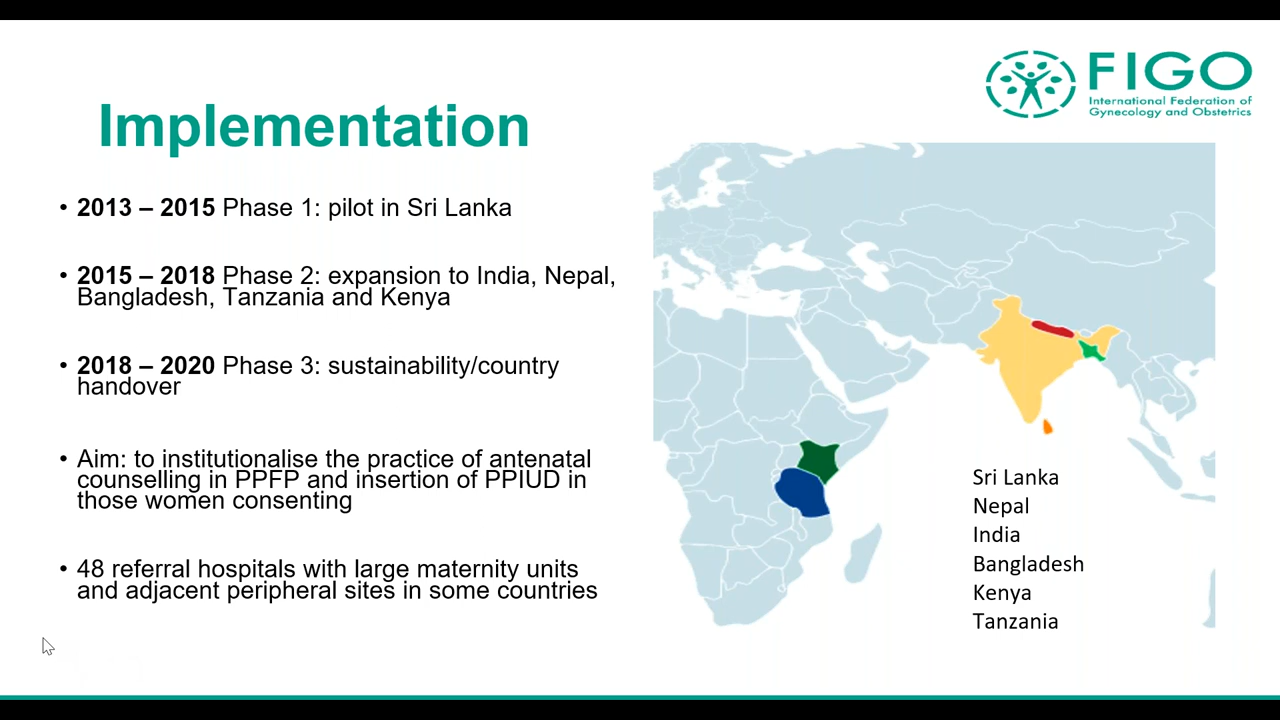 FIGO
International Federation of
Gynecology and Obstetrics
Implementation
• 2013 – 2015 Phase 1: pilot in Sri Lanka
• 2015 – 2018 Phase 2: expansion to India, Nepal,
Bangladesh, Tanzania and Kenya
• 2018 – 2020 Phase 3: sustainability/country
handover
• Aim: to institutionalise the practice of antenatal
counselling in PPFP and insertion of PPIUD in
those women consenting
• 48 referral hospitals with large maternity units
and adjacent peripheral sites in some countries
Sri Lanka
Nepal
India
Bangladesh
Kenya
Tanzania